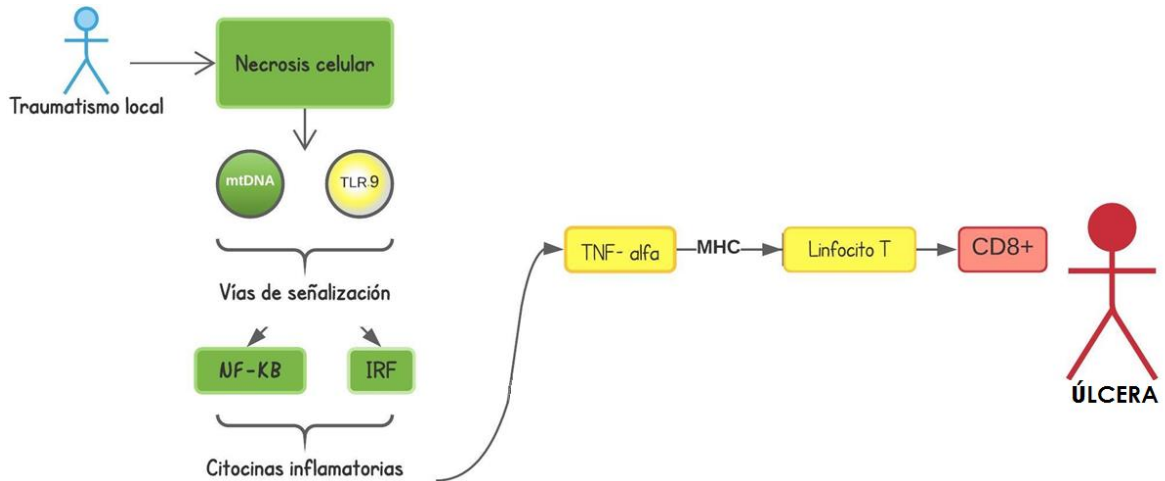 Traumatismo local
Necrosis celular
mtDNA
TLR-9
Vías de señalización
NF-KB
IRF
Citocinas inflamatorias
TNF- alfa
MHC
Linfocito T
CD8+
ÚLCERA